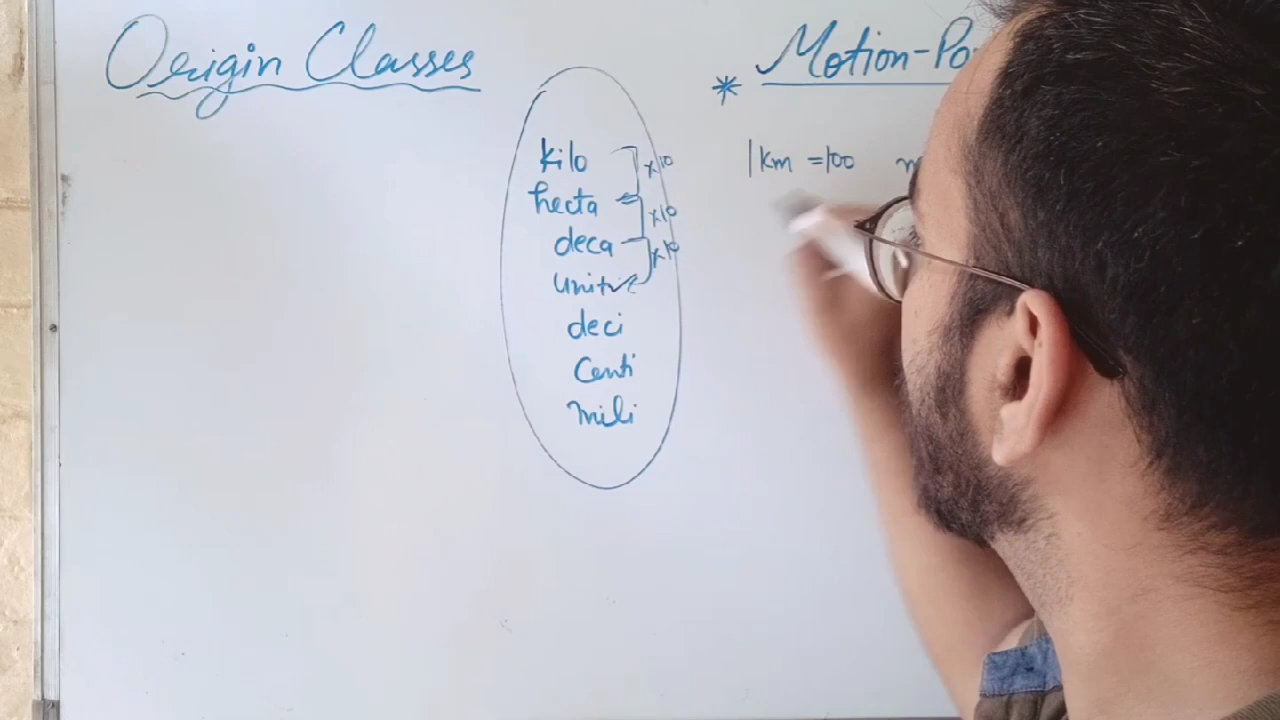 Origin Classes
* Motion-Po
kilo
hecta
deca
unit
deci
Centi
mili
x10
x10
x10
1km =100 m